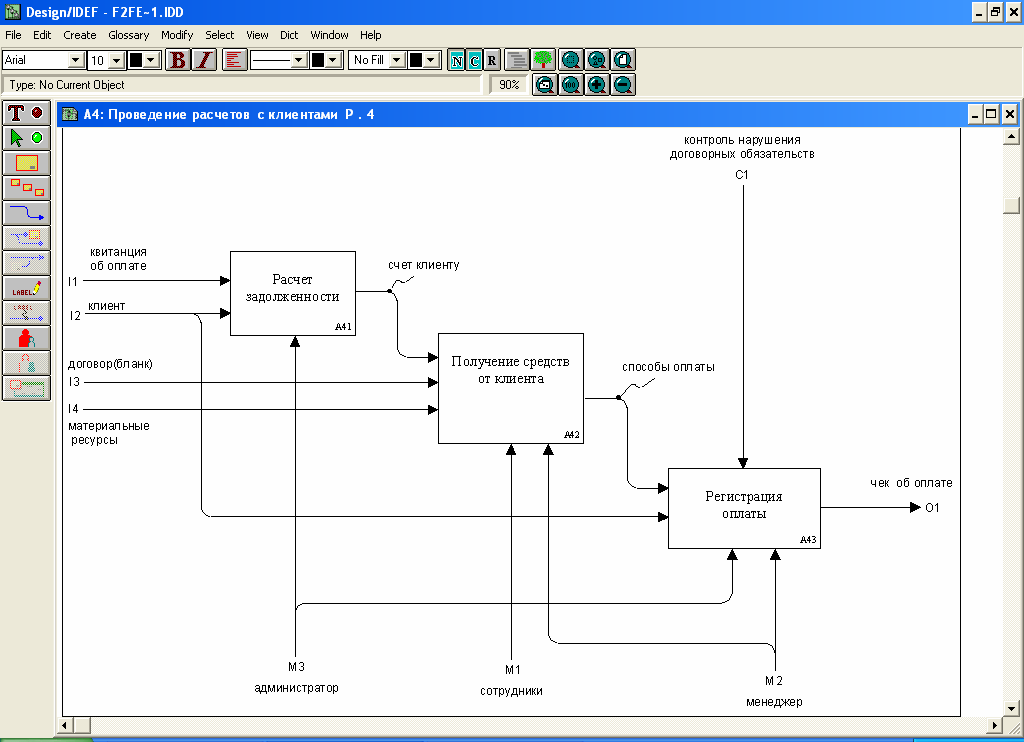 Design/IDEF - F2FE~1.IDD
File Edit Create Glossary Modify Select View Dict Window Help
Arial 10 B I No Fill N C R
Type: No Current Object 90% 100
T
LABEL
LABEL
A4: Проведение расчетов с клиентами P . 4
контроль нарушения
договорных обязательств
C1
квитанция
об оплате
I1
клиент
I2
Расчет
задолженности
A41
счет клиенту
договор(бланк)
I3
I4
материальные
ресурсы
Получение средств
от клиента
A42
способы оплаты
Регистрация
оплаты
A43
чек об оплате
O1
M3
администратор
M1
сотрудники
M2
менеджер